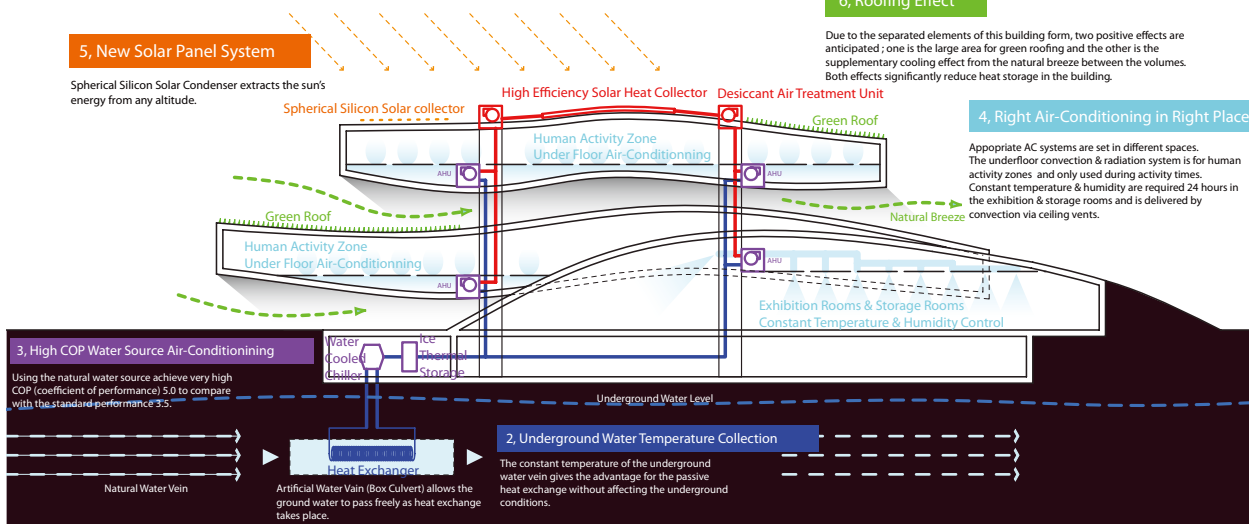 6, Roofing Effect
Due to the separated elements of this building form, two positive effects are
anticipated ; one is the large area for green roofing and the other is the
supplementary cooling effect from the natural breeze between the volumes.
Both effects significantly reduce heat storage in the building.
5, New Solar Panel System
Spherical Silicon Solar Condenser extracts the sun's
energy from any altitude.
Spherical Silicon Solar collector
High Efficiency Solar Heat Collector
Desiccant Air Treatment Unit
Green Roof
4, Right Air-Conditioning in Right Place
Appopriate AC systems are set in different spaces.
The underfloor convection & radiation system is for human
activity zones and only used during activity times.
Constant temperature & humidity are required 24 hours in
the exhibition & storage rooms and is delivered by
convection via ceiling vents.
Human Activity Zone
Under Floor Air-Conditionning
AHU
AHU
Natural Breeze
Green Roof
Human Activity Zone
Under Floor Air-Conditionning
AHU
AHU
Exhibition Rooms & Storage Rooms
Constant Temperature & Humidity Control
3, High COP Water Source Air-Conditionining
Using the natural water source achieve very high
COP (coefficient of performance) 5.0 to compare
with the standard performance 3.5.
Water
Cooled
Chiller
Ice
Thermal
Storage
Underground Water Level
2, Underground Water Temperature Collection
The constant temperature of the underground
water vein gives the advantage for the passive
heat exchange without affecting the underground
conditions.
Natural Water Vein
Heat Exchanger
Artificial Water Vain (Box Culvert) allows the
ground water to pass freely as heat exchange
takes place.